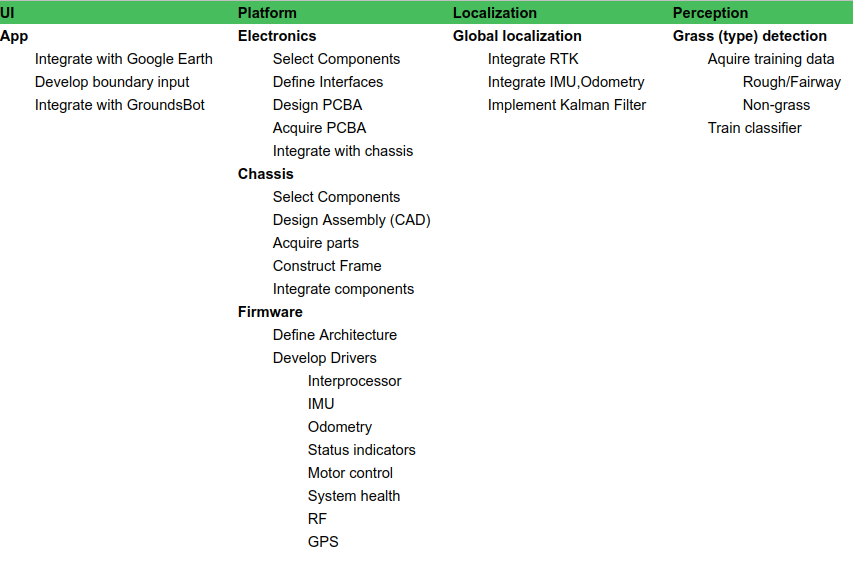 UI
App
Integrate with Google Earth
Develop boundary input
Integrate with GroundsBot
Platform
Electronics
Select Components
Define Interfaces
Design PCBA
Acquire PCBA
Integrate with chassis
Chassis
Select Components
Design Assembly (CAD)
Acquire parts
Construct Frame
Integrate components
Firmware
Define Architecture
Develop Drivers
Interprocessor
IMU
Odometry
Status indicators
Motor control
System health
RF
GPS
Localization
Global localization
Integrate RTK
Integrate IMU,Odometry
Implement Kalman Filter
Perception
Grass (type) detection
Aquire training data
Rough/Fairway
Non-grass
Train classifier